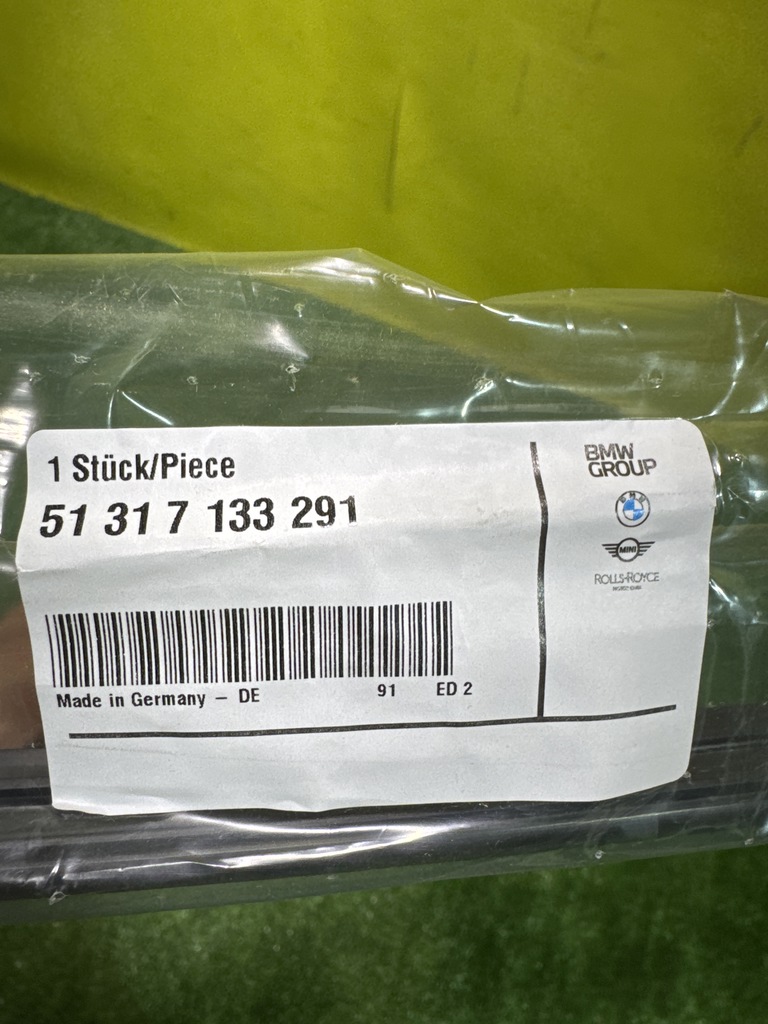 1 Stück/Piece
51 31 7 133 291
Made in Germany – DE 91 ED 2
BMW
GROUP
BMW
MINI
ROLLS-ROYCE